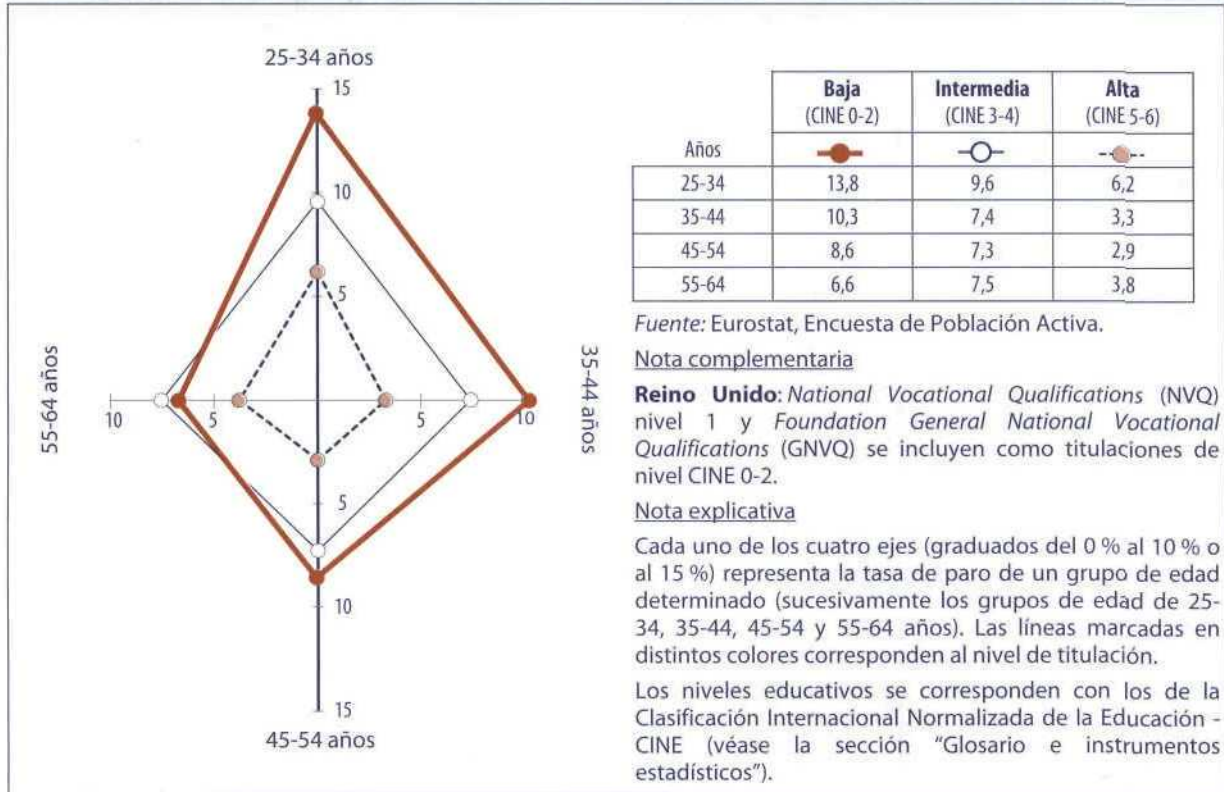 25-34 años
15
10
5
10
5
5
10
55-64 años
35-44 años
5
10
15
45-54 años
Baja Intermedia Alta
(CINE 0-2) (CINE 3-4) (CINE 5-6)
Años
25-34 13,8 9,6 6,2
35-44 10,3 7,4 3,3
45-54 8,6 7,3 2,9
55-64 6,6 7,5 3,8
Fuente: Eurostat, Encuesta de Población Activa.
Nota complementaria
Reino Unido: National Vocational Qualifications (NVQ)
nivel 1 y Foundation General National Vocational
Qualifications (GNVQ) se incluyen como titulaciones de
nivel CINE 0-2.
Nota explicativa
Cada uno de los cuatro ejes (graduados del 0 % al 10 % o
al 15 %) representa la tasa de paro de un grupo de edad
determinado (sucesivamente los grupos de edad de 25-
34, 35-44, 45-54 y 55-64 años). Las líneas marcadas en
distintos colores corresponden al nivel de titulación.
Los niveles educativos se corresponden con los de la
Clasificación Internacional Normalizada de la Educación -
CINE (véase la sección "Glosario e instrumentos
estadísticos").